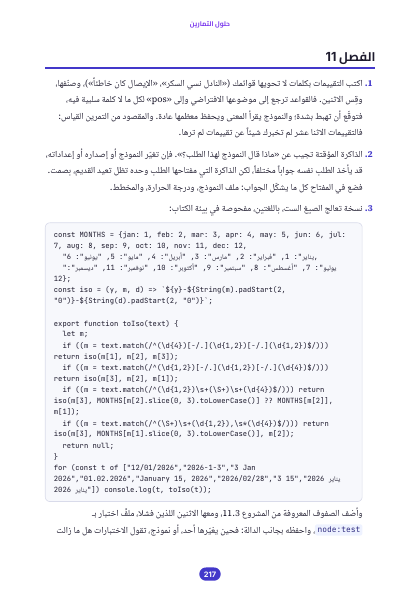 حلول التمارين
الفصل 11
1. اكتب التقييمات بكلمات لا تحويها قوائمك («النادل نسي السكر»، «الإيصال كان خاطئاً»)، وصنّفها،
وقِس الاثنين. فالقواعد ترجع إلى موضوعها الافتراضي وإلى «pos» لكل ما لا كلمة سلبية فيه،
فتوقّع أن تهبط بشدة؛ والنموذج يقرأ المعنى ويحفظ معظمها عادة. والمقصود من التمرين القياس:
فالتقييمات الاثنا عشر لم تخبرك شيئاً عن تقييمات لم ترها.
2. الذاكرة المؤقتة تجيب عن «ماذا قال النموذج لهذا الطلب؟». فإن تغيّر النموذج أو إصداره أو إعداداته،
قد يأخذ الطلب نفسه جواباً مختلفاً، لكن الذاكرة التي مفتاحها الطلب وحده تظل تعيد القديم، بصمت.
فضع في المفتاح كل ما يشكّل الجواب: ملف النموذج، ودرجة الحرارة، والمخطط.
3. نسخة تعالج الصيغ الست، باللغتين، مفحوصة في بيئة الكتاب:
const MONTHS = {jan: 1, feb: 2, mar: 3, apr: 4, may: 5, jun: 6, jul:
7, aug: 8, sep: 9, oct: 10, nov: 11, dec: 12,
"يناير": 1, "فبراير": 2, "مارس": 3, "أبريل": 4, "مايو": 5, "يونيو": 6,
"يوليو": 7, "أغسطس": 8, "سبتمبر": 9, "أكتوبر": 10, "نوفمبر": 11, "ديسمبر":
12};
const iso = (y, m, d) => `${y}-${String(m).padStart(2,
"0")}-${String(d).padStart(2, "0")}`;
export function toIso(text) {
let m;
if ((m = text.match(/^(\d{4})[-/.](\d{1,2})[-/.](\d{1,2})$/)))
return iso(m[1], m[2], m[3]);
if ((m = text.match(/^(\d{1,2})[-/.](\d{1,2})[-/.](\d{4})$/)))
return iso(m[3], m[2], m[1]);
if ((m = text.match(/^(\d{1,2})\s+(\S+)\s+(\d{4})$/))) return
iso(m[3], MONTHS[m[2].slice(0, 3).toLowerCase()] ?? MONTHS[m[2]],
m[1]);
if ((m = text.match(/^(\S+)\s+(\d{1,2}),\s*(\d{4})$/))) return
iso(m[3], MONTHS[m[1].slice(0, 3).toLowerCase()], m[2]);
return null;
}
for (const t of ["12/01/2026","2026-1-3","3 Jan
2026","01.02.2026","January 15, 2026","2026/02/28","3 يناير 2026","15
يناير 2026"]) console.log(t, toIso(t));
وأضف الصفوف المعروفة من المشروع 11.3، ومعها الاثنين اللذين فشلا، ملفَّ اختبار بـ
node:test، واحفظه بجانب الدالة: فحين يغيّرها أحد، أو نموذج، تقول الاختبارات هل ما زالت
217